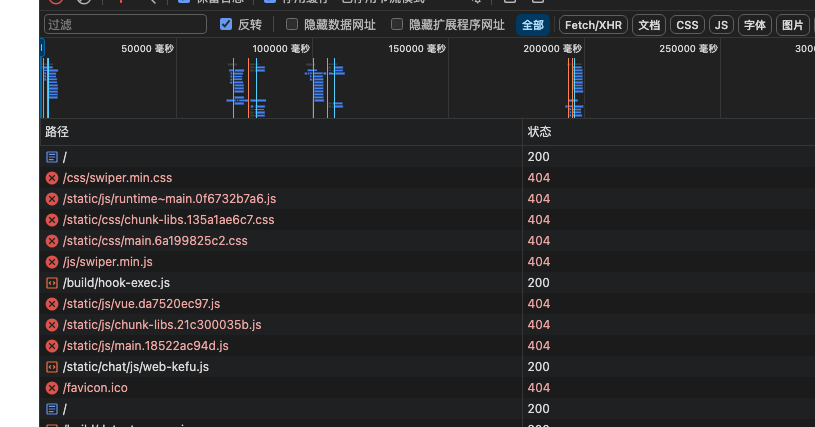 过滤 反转 隐藏数据网址 隐藏扩展程序网址 全部 Fetch/XHR 文档 CSS JS 字体 图片
50000 毫秒 100000 毫秒 150000 毫秒 200000 毫秒 250000 毫秒
路径 状态
/ 200
/css/swiper.min.css 404
/static/js/runtime~main.0f6732b7a6.js 404
/static/css/chunk-libs.135a1ae6c7.css 404
/static/css/main.6a199825c2.css 404
/js/swiper.min.js 404
/build/hook-exec.js 200
/static/js/vue.da7520ec97.js 404
/static/js/chunk-libs.21c300035b.js 404
/static/js/main.18522ac94d.js 404
/static/chat/js/web-kefu.js 200
/favicon.ico 404
/ 200